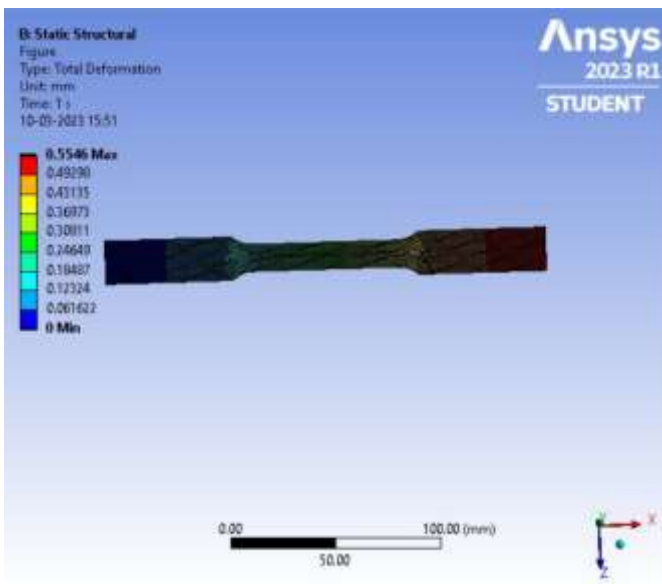 B: Static Structural
Figure
Type: Total Deformation
Unit: mm
Time: 1 s
10-03-2023 15:51
0.5546 Max
0.49298
0.43135
0.36973
0.30811
0.24649
0.18487
0.12324
0.061622
0 Min
Ansys
2023 R1
STUDENT
0.00
100.00 (mm)
50.00
Y
X
Z